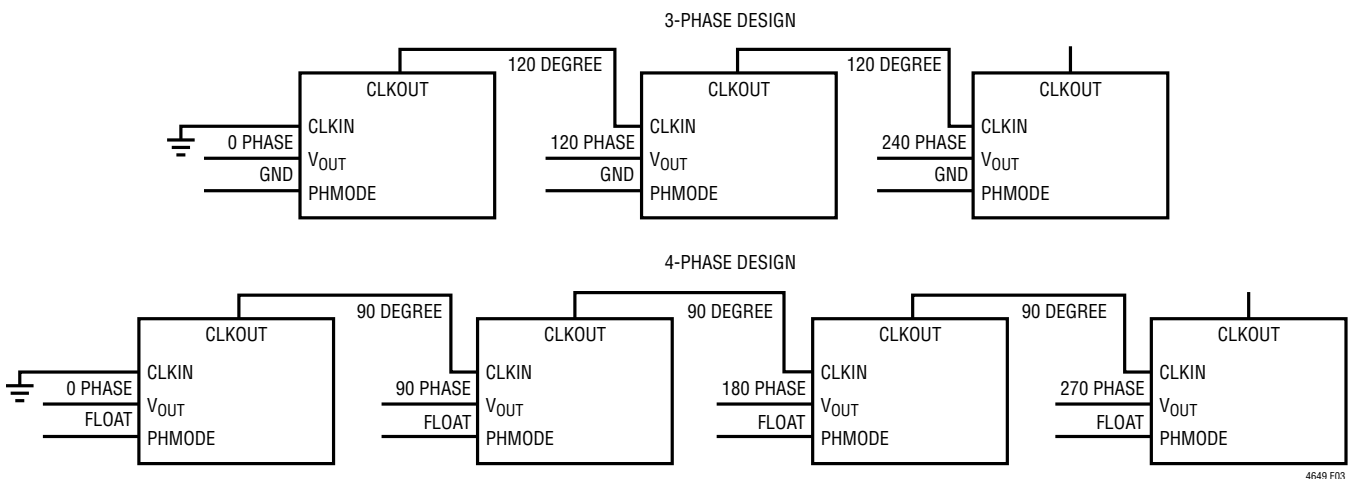 3-PHASE DESIGN
120 DEGREE
120 DEGREE
CLKOUT
CLKOUT
CLKOUT
CLKIN
CLKIN
CLKIN
0 PHASE
120 PHASE
240 PHASE
VOUT
VOUT
VOUT
GND
GND
GND
PHMODE
PHMODE
PHMODE
4-PHASE DESIGN
90 DEGREE
90 DEGREE
90 DEGREE
CLKOUT
CLKOUT
CLKOUT
CLKOUT
CLKIN
CLKIN
CLKIN
CLKIN
0 PHASE
90 PHASE
180 PHASE
270 PHASE
VOUT
VOUT
VOUT
VOUT
FLOAT
FLOAT
FLOAT
FLOAT
PHMODE
PHMODE
PHMODE
PHMODE
4649 F03